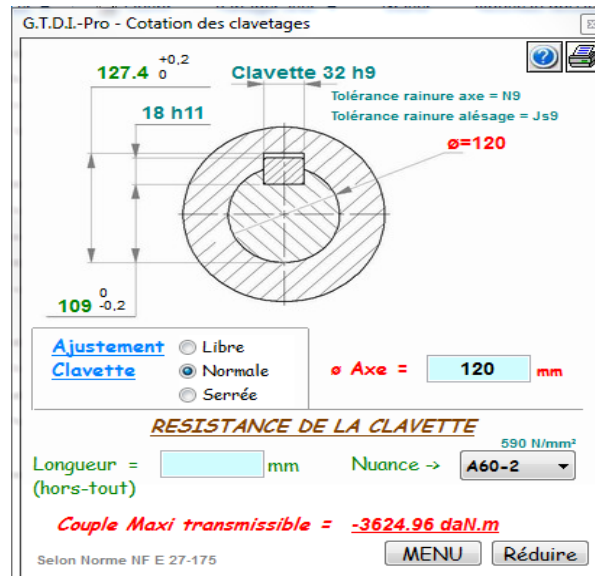 G.T.D.I.-Pro - Cotation des clavetages
127.4 +0,2 0
Clavette 32 h9
Tolérance rainure axe = N9
18 h11
Tolérance rainure alésage = Js9
ø=120
109 0 -0,2
Ajustement Clavette
Libre
Normale
Serrée
ø Axe = 120 mm
RESISTANCE DE LA CLAVETTE
590 N/mm²
Longueur = mm Nuance -> A60-2
(hors-tout)
Couple Maxi transmissible = -3624.96 daN.m
Selon Norme NF E 27-175
MENU Réduire